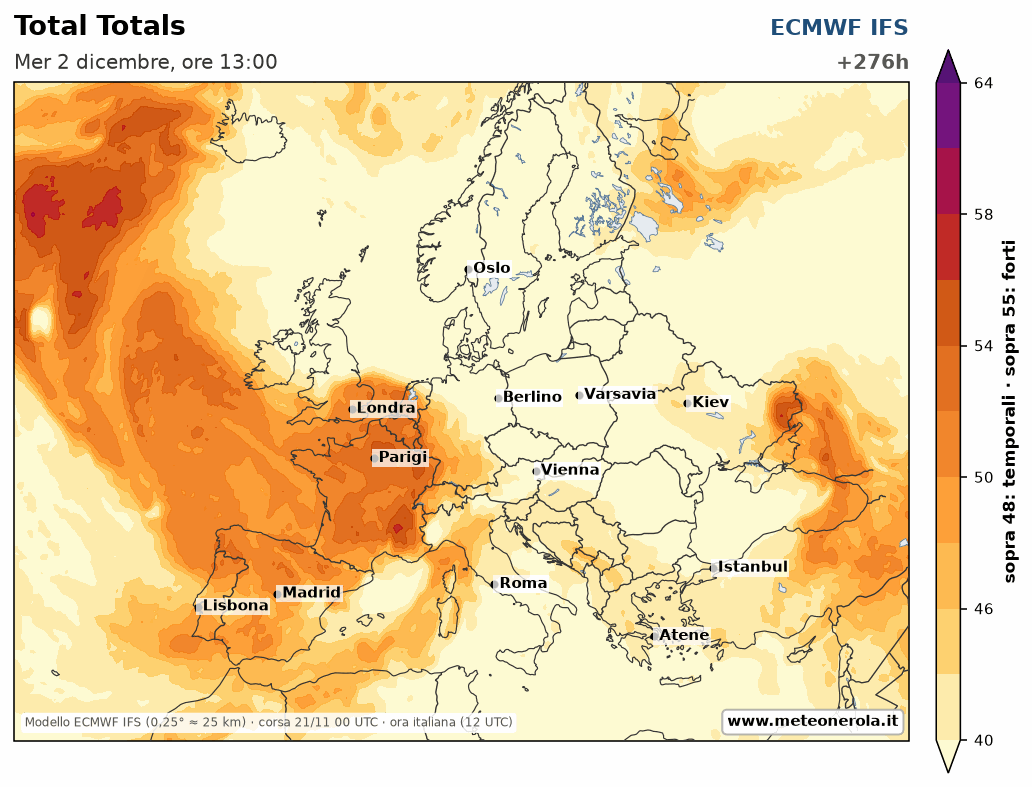 Total Totals
ECMWF IFS
Mer 2 dicembre, ore 13:00
+276h
64
58
54
50
46
40
sopra 48: temporali · sopra 55: forti
Oslo
Berlino
Varsavia
Kiev
Londra
Parigi
Vienna
Istanbul
Roma
Madrid
Lisbona
Atene
Modello ECMWF IFS (0,25° ≈ 25 km) · corsa 21/11 00 UTC · ora italiana (12 UTC)
www.meteonerola.it